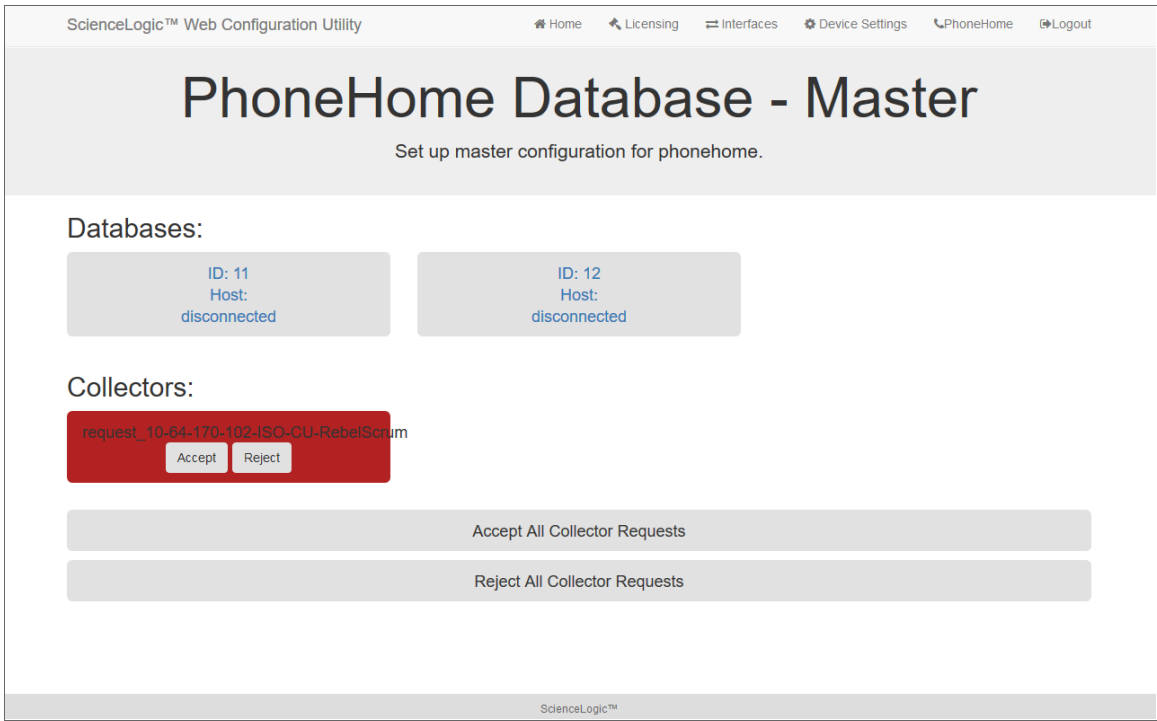 ScienceLogic™ Web Configuration Utility Home Licensing Interfaces Device Settings PhoneHome Logout
PhoneHome Database - Master
Set up master configuration for phonehome.
Databases:
ID: 11
Host:
disconnected
ID: 12
Host:
disconnected
Collectors:
request_10-64-170-102-ISO-CU-RebelScrum
Accept Reject
Accept All Collector Requests
Reject All Collector Requests
ScienceLogic™